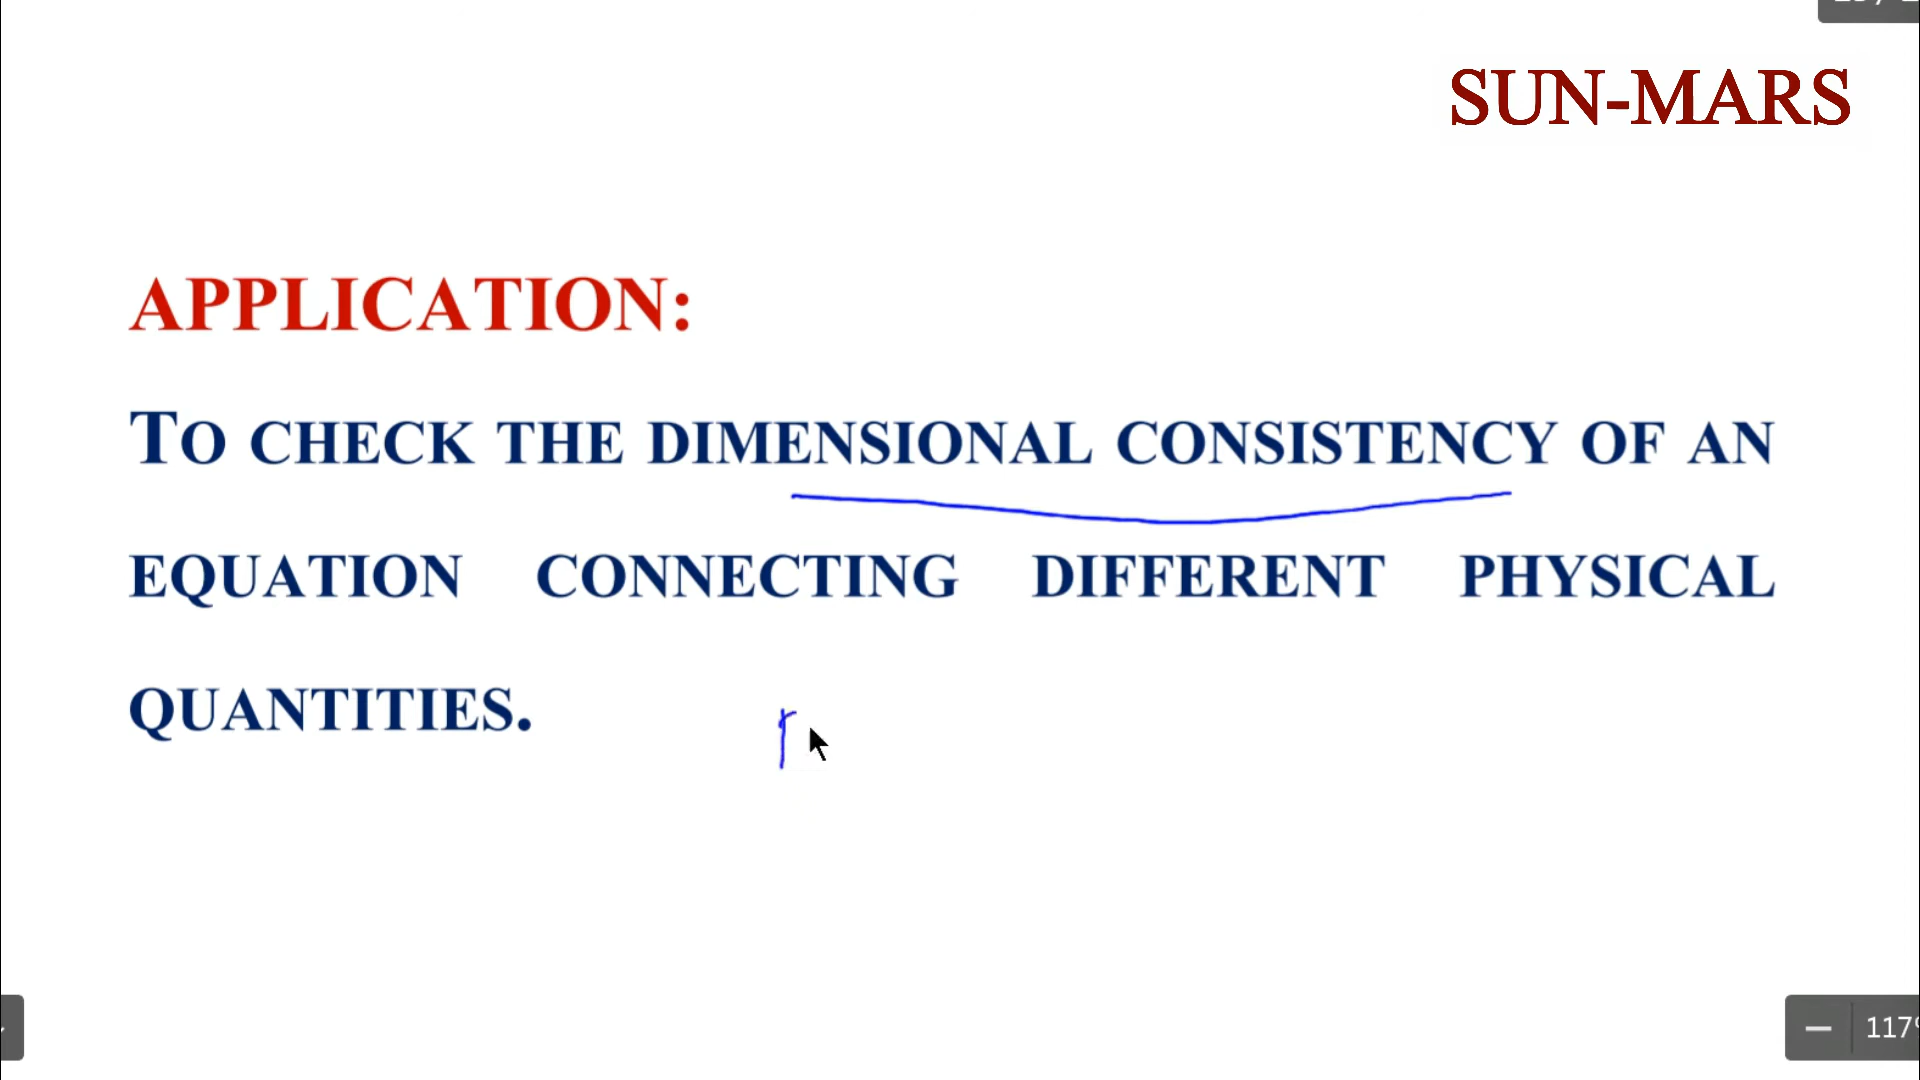 SUN-MARS
APPLICATION:
TO CHECK THE DIMENSIONAL CONSISTENCY OF AN
EQUATION CONNECTING DIFFERENT PHYSICAL
QUANTITIES.